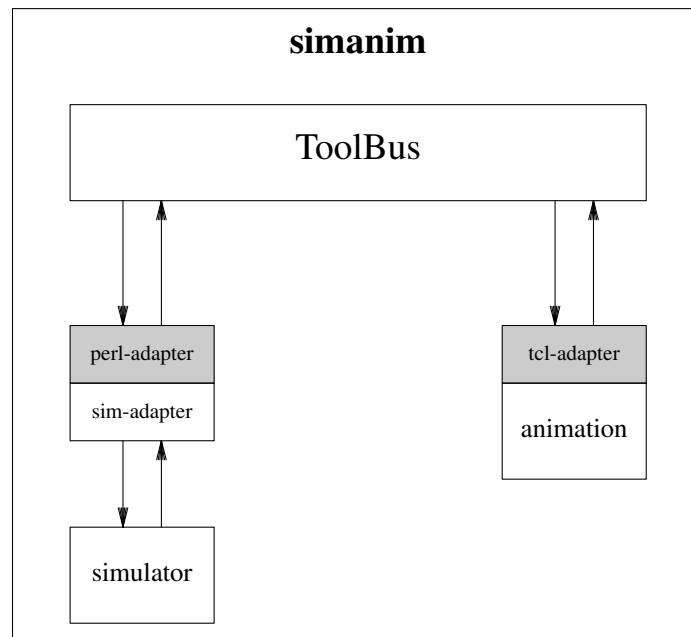 simanim
ToolBus
perl-adapter
tcl-adapter
sim-adapter
animation
simulator